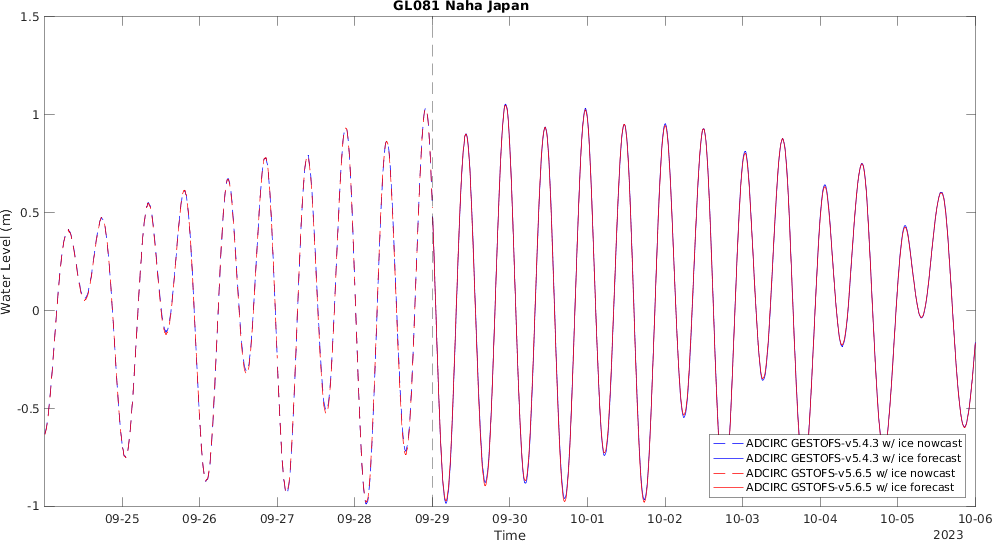 GL081 Naha Japan
1.5
1
0.5
0
-0.5
-1
Water Level (m)
ADCIRC GESTOFS-v5.4.3 w/ ice nowcast
ADCIRC GESTOFS-v5.4.3 w/ ice forecast
ADCIRC GSTOFS-v5.6.5 w/ ice nowcast
ADCIRC GSTOFS-v5.6.5 w/ ice forecast
09-25 09-26 09-27 09-28 09-29 09-30 10-01 10-02 10-03 10-04 10-05 10-06
Time
2023